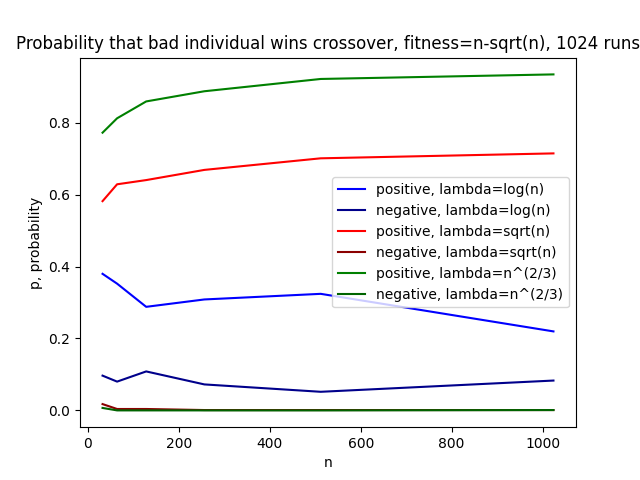 Probability that bad individual wins crossover, fitness=n-sqrt(n), 1024 runs
p, probability
0.8
0.6
0.4
0.2
0.0
positive, lambda=log(n)
negative, lambda=log(n)
positive, lambda=sqrt(n)
negative, lambda=sqrt(n)
positive, lambda=n^(2/3)
negative, lambda=n^(2/3)
0 200 400 600 800 1000
n